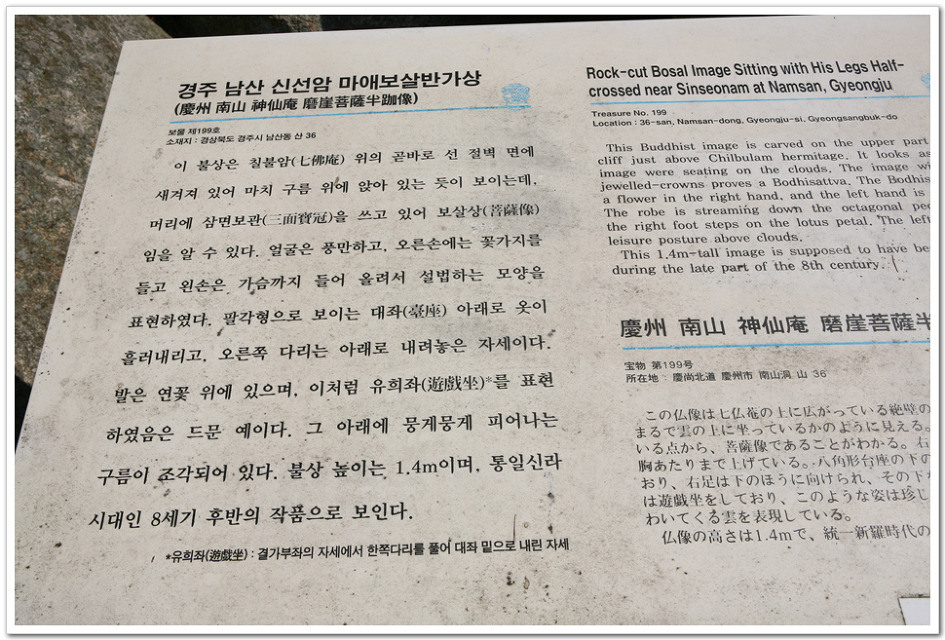 경주 남산 신선암 마애보살반가상
(慶州 南山 神仙庵 磨崖菩薩半跏像)
보물 제199호
소재지 : 경상북도 경주시 남산동 산 36
이 불상은 칠불암(七佛庵) 위의 곧바로 선 절벽 면에
새겨져 있어 마치 구름 위에 앉아 있는 듯이 보이는데,
머리에 삼면보관(三面寶冠)을 쓰고 있어 보살상(菩薩像)
임을 알 수 있다. 얼굴은 풍만하고, 오른손에는 꽃가지를
들고 왼손은 가슴까지 들어 올려서 설법하는 모양을
표현하였다. 팔각형으로 보이는 대좌(臺座) 아래로 옷이
흘러내리고, 오른쪽 다리는 아래로 내려놓은 자세이다.
발은 연꽃 위에 있으며, 이처럼 유희좌(遊戲坐)*를 표현
하였음은 드문 예이다. 그 아래에 뭉게뭉게 피어나는
구름이 조각되어 있다. 불상 높이는 1.4m이며, 통일신라
시대인 8세기 후반의 작품으로 보인다.
*유희좌(遊戲坐) : 결가부좌의 자세에서 한쪽다리를 풀어 대좌 밑으로 내린 자세
Rock-cut Bosal Image Sitting with His Legs Half-
crossed near Sinseonam at Namsan, Gyeongju
Treasure No. 199
Location : 36-san, Namsan-dong, Gyeongju-si, Gyeongsangbuk-do
This Buddhist image is carved on the upper part
cliff just above Chilbulam hermitage. It looks as
image were seating on the clouds. The image wi
jewelled-crowns proves a Bodhisattva. The Bodhis
a flower in the right hand, and the left hand is
The robe is streaming down the octagonal pe
the right foot steps on the lotus petal. The left
leisure posture above clouds.
This 1.4m-tall image is supposed to have be
during the late part of the 8th century.
慶州 南山 神仙庵 磨崖菩薩半
宝物 第199号
所在地 : 慶尚北道 慶州市 南山洞 山 36
この仏像は七仏菴の上に広がっている絶壁の
まるで雲の上に坐っているかのように見える。
いる点から、菩薩像であることがわかる。右
胸あたりまで上げている。八角形台座の下の
おり、右足は下のほうに向けられ、その下
は遊戯坐をしており、このような姿は珍し
わいてくる雲を表現している。
仏像の高さは1.4mで、統一新羅時代の